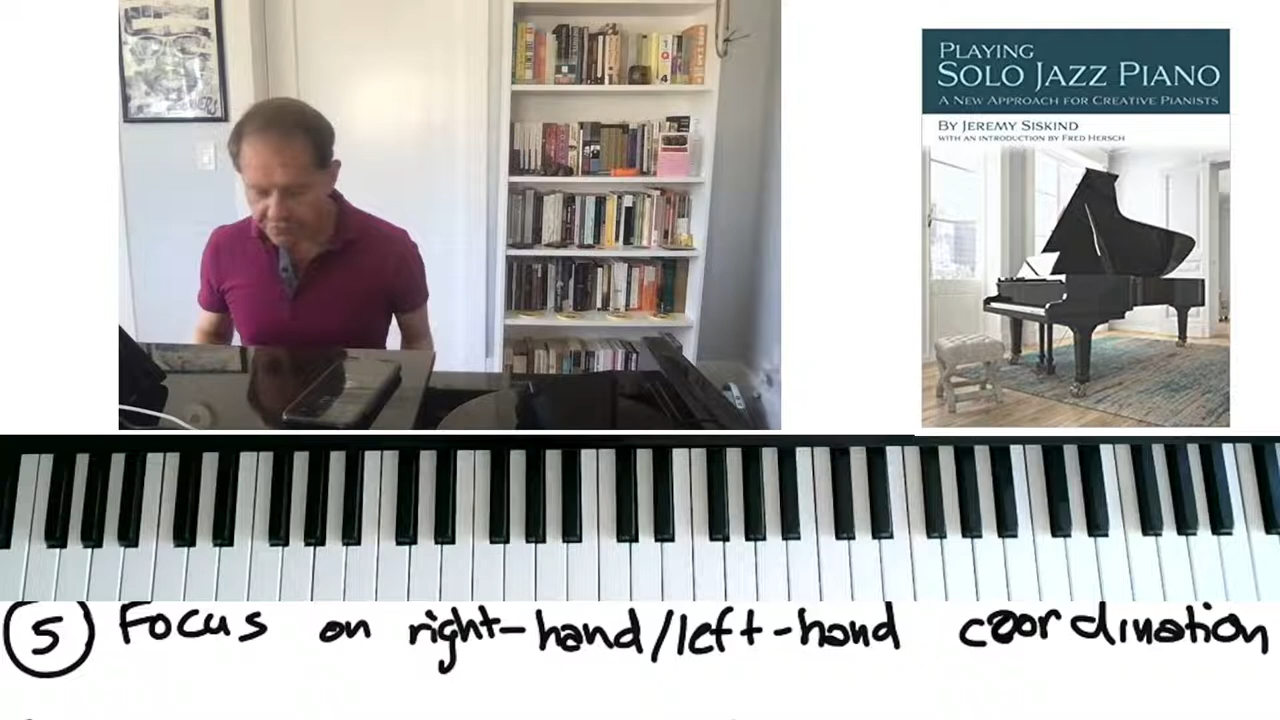 PLAYING
SOLO JAZZ PIANO
A NEW APPROACH FOR CREATIVE PIANISTS
BY JEREMY SISKIND
WITH AN INTRODUCTION BY FRED HERSCH
5 Focus on right-hand/left-hand coordination